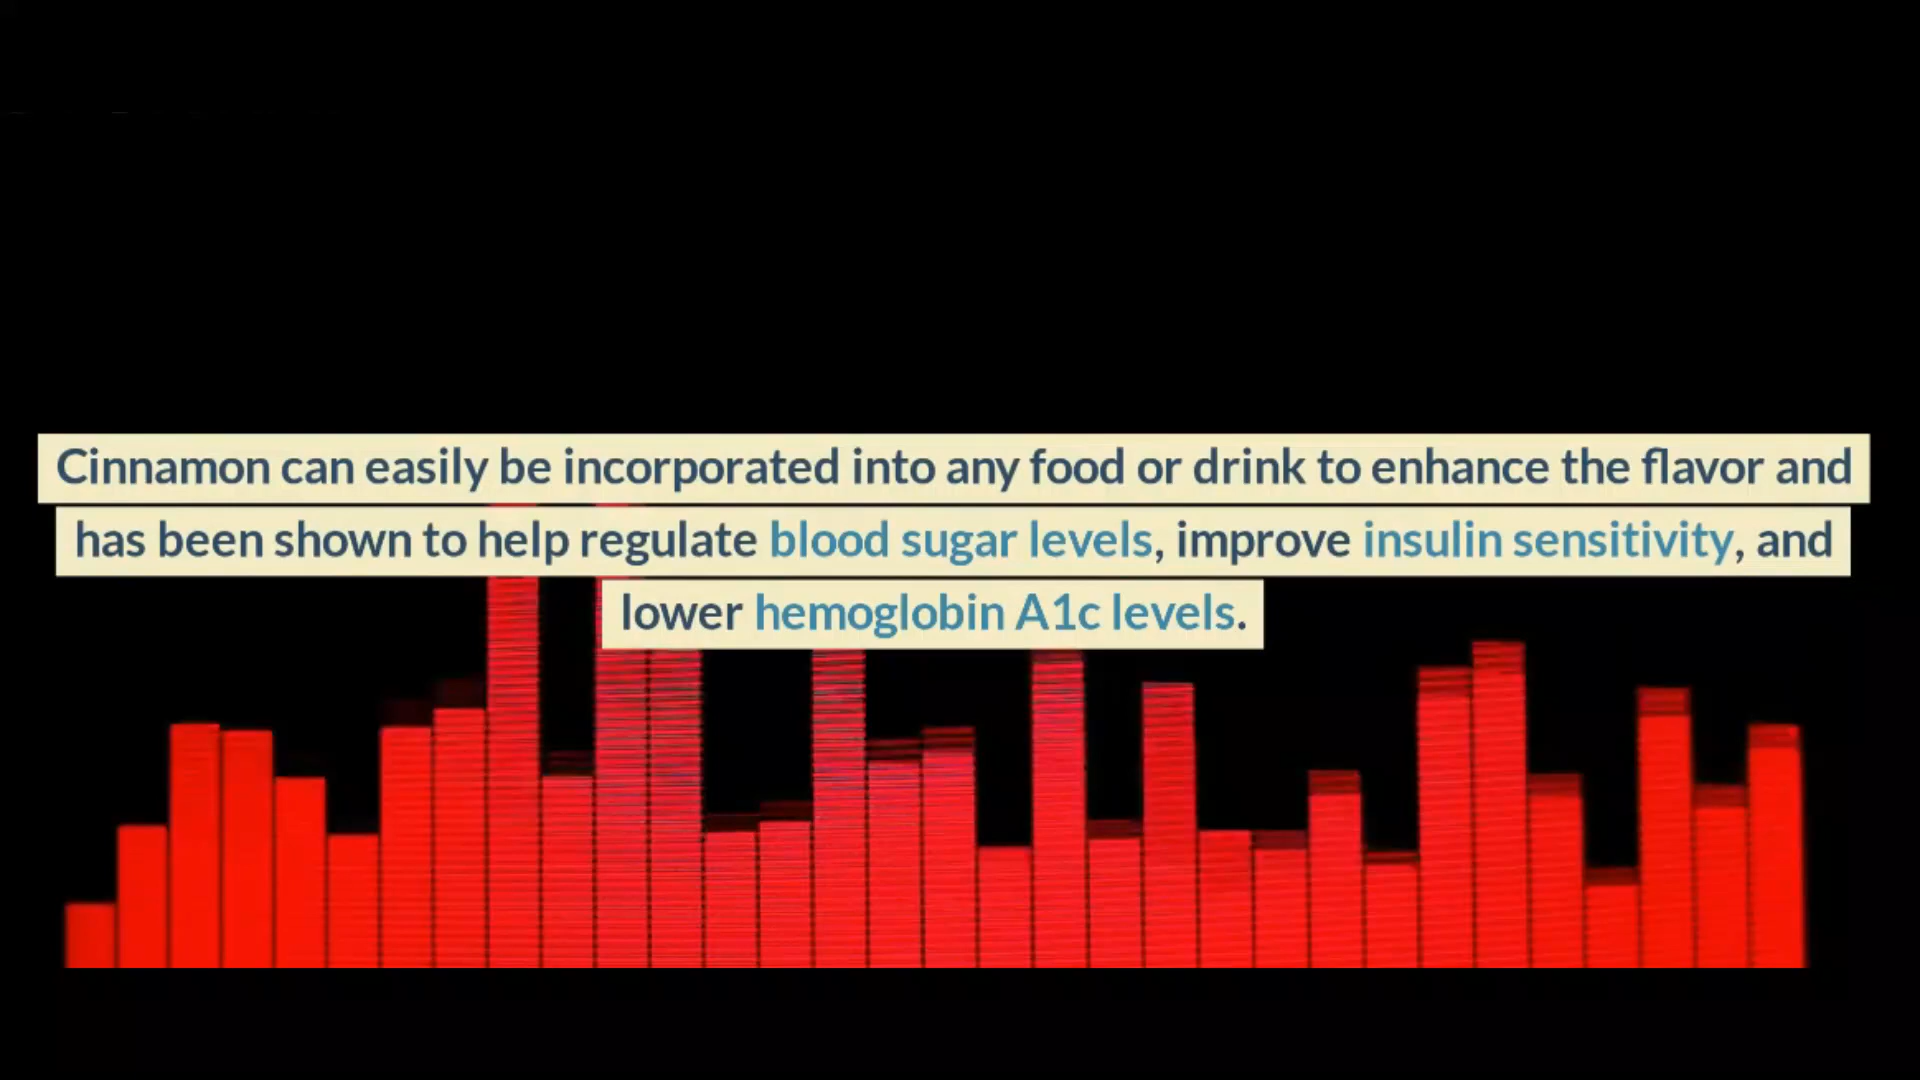 Cinnamon can easily be incorporated into any food or drink to enhance the flavor and
has been shown to help regulate blood sugar levels, improve insulin sensitivity, and
lower hemoglobin A1c levels.